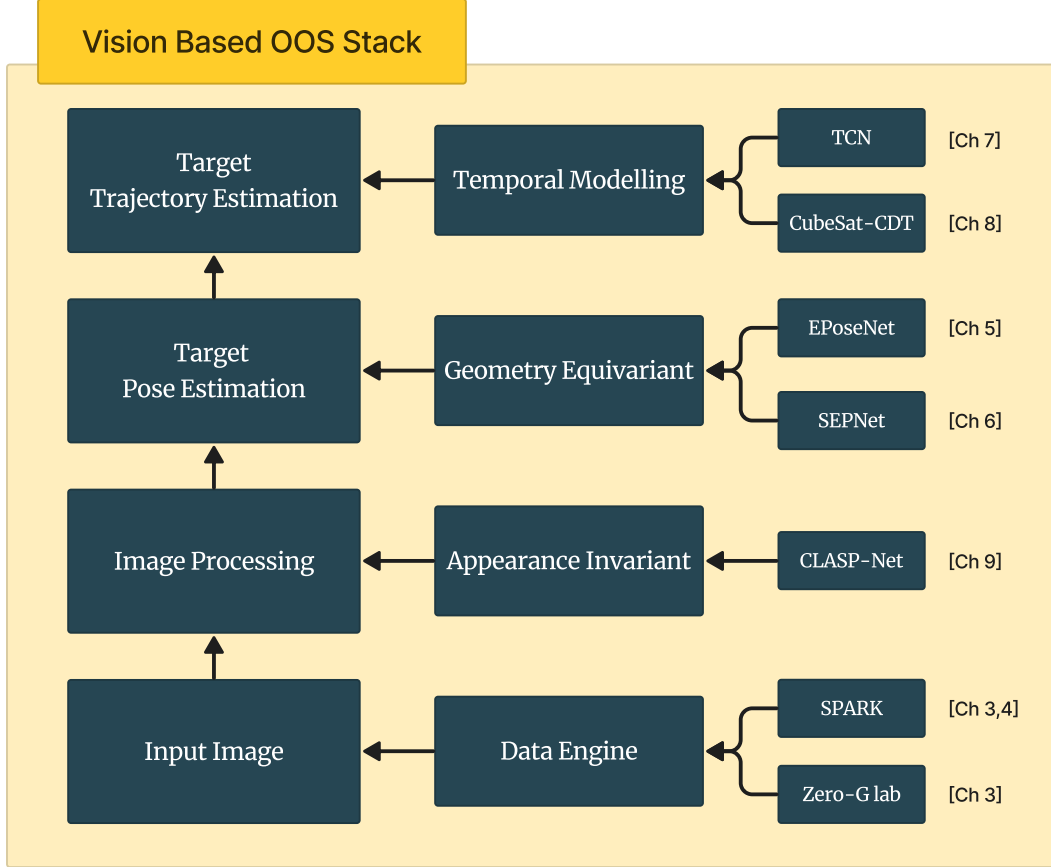 Vision Based OOS Stack
Target
Trajectory Estimation
Temporal Modelling
TCN
[Ch 7]
CubeSat-CDT
[Ch 8]
Target
Pose Estimation
Geometry Equivariant
EPoseNet
[Ch 5]
SEPNet
[Ch 6]
Image Processing
Appearance Invariant
CLASP-Net
[Ch 9]
Input Image
Data Engine
SPARK
[Ch 3,4]
Zero-G lab
[Ch 3]